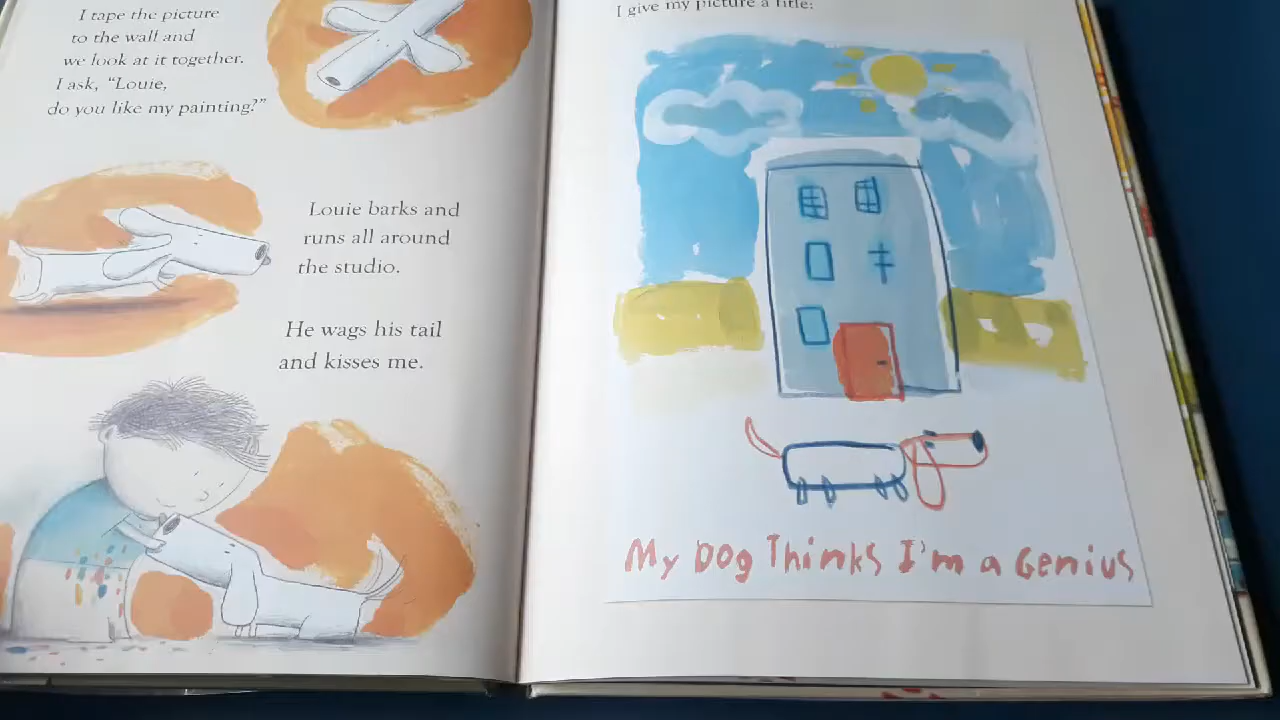 I tape the picture
to the wall and
we look at it together.
I ask, “Louie,
do you like my painting?”
Louie barks and
runs all around
the studio.
He wags his tail
and kisses me.
I give my picture a title:
My Dog Thinks I'm a Genius